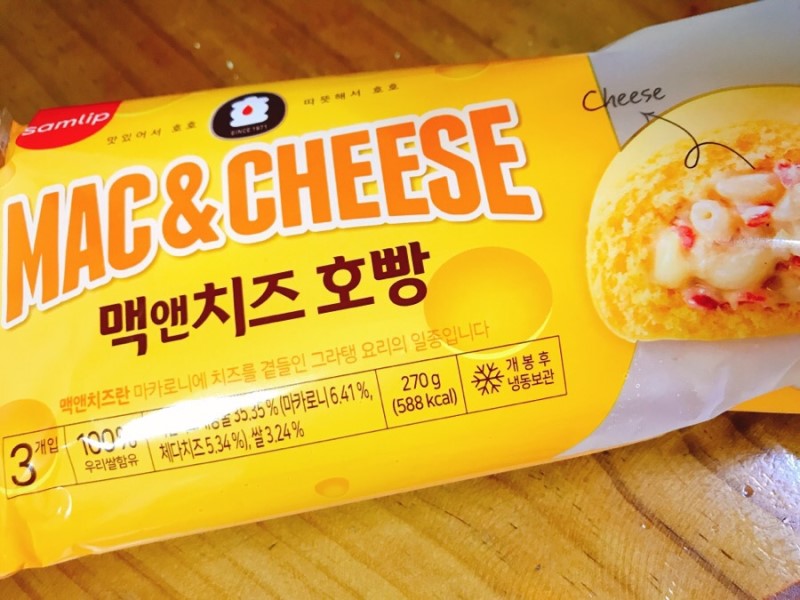 samlip
맛있어서 호호
SINCE 1971
따뜻해서 호호
Cheese
MAC & CHEESE
맥앤치즈 호빵
맥앤치즈란 마카로니에 치즈를 곁들인 그라탱 요리의 일종입니다
3개입
100%
우리쌀함유
35.35% (마카로니 6.41%,
체다치즈 5.34%), 쌀 3.24%
270 g
(588 kcal)
개봉 후
냉동보관